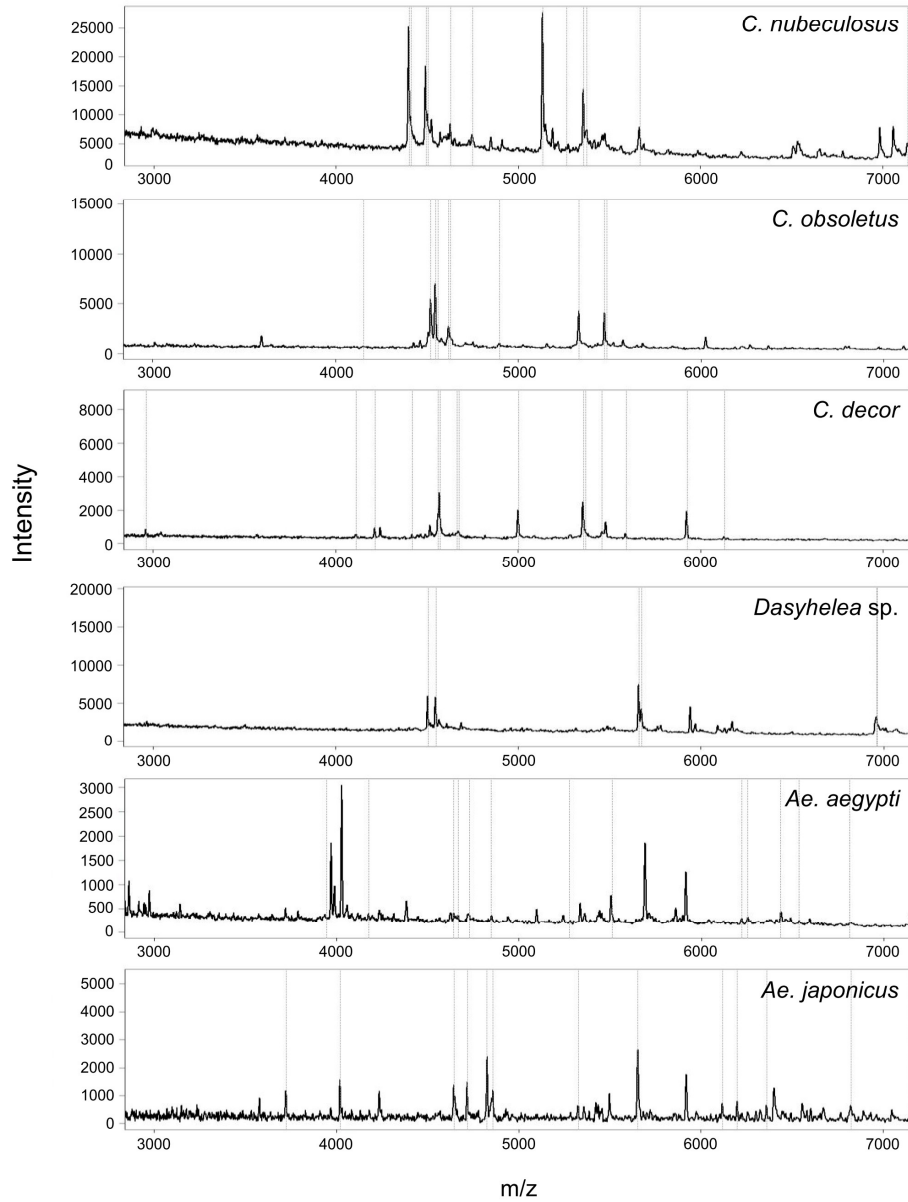 C. nubeculosus
25000
20000
15000
10000
5000
0
3000 4000 5000 6000 7000
C. obsoletus
15000
10000
5000
0
3000 4000 5000 6000 7000
C. decor
8000
6000
4000
2000
0
3000 4000 5000 6000 7000
Intensity
Dasyhelea sp.
20000
15000
10000
5000
0
3000 4000 5000 6000 7000
Ae. aegypti
3000
2500
2000
1500
1000
500
0
3000 4000 5000 6000 7000
Ae. japonicus
5000
4000
3000
2000
1000
0
3000 4000 5000 6000 7000
m/z